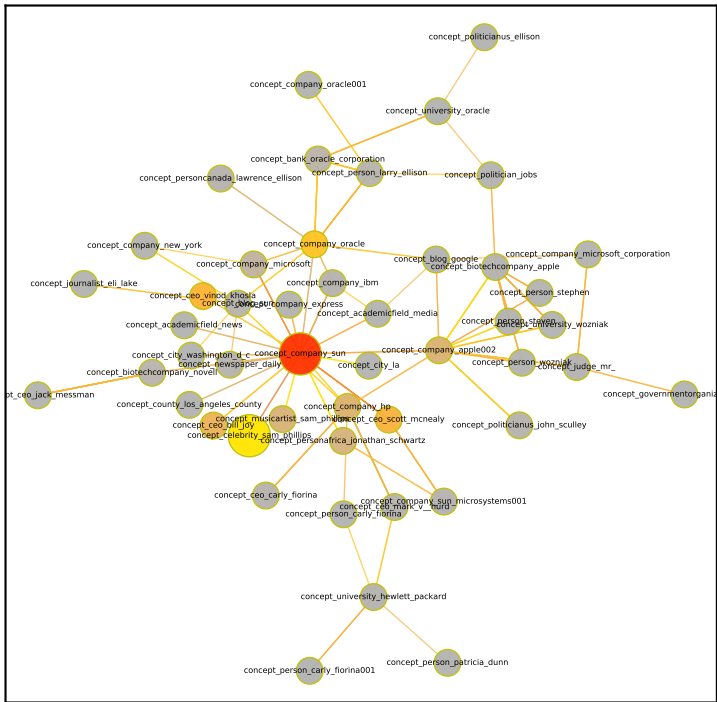 concept_politicianus_ellison
concept_company_oracle001
concept_university_oracle
concept_bank_oracle_corporation
concept_person_larry_ellison
concept_politician_jobs
concept_personcanada_lawrence_ellison
concept_company_oracle
concept_company_new_york
concept_company_microsoft_corporation
concept_blog_google
concept_company_microsoft
concept_biotechcompany_apple
concept_journalist_eli_lake
concept_company_ibm
concept_person_stephen
concept_ceo_vinod_khosla
concept_company_express
concept_academicfield_media
concept_person_steven
concept_university_wozniak
concept_academicfield_news
concept_company_sun
concept_company_apple002
concept_city_washington_d_c
concept_newspaper_daily
concept_city_la
concept_person_wozniak
concept_judge_mr_
concept_biotechcompany_novell
pt_ceo_jack_messman
concept_governmentorganiz
concept_county_los_angeles_county
concept_company_hp
concept_musicartist_sam_phillips
concept_ceo_scott_mcnealy
concept_ceo_bill_joy
concept_politicianus_john_sculley
concept_celebrity_sam_phillips
concept_personafrica_jonathan_schwartz
concept_ceo_carly_fiorina
concept_company_sun_microsystems001
concept_ceo_mark_v__hurd
concept_person_carly_fiorina
concept_university_hewlett_packard
concept_person_patricia_dunn
concept_person_carly_fiorina001